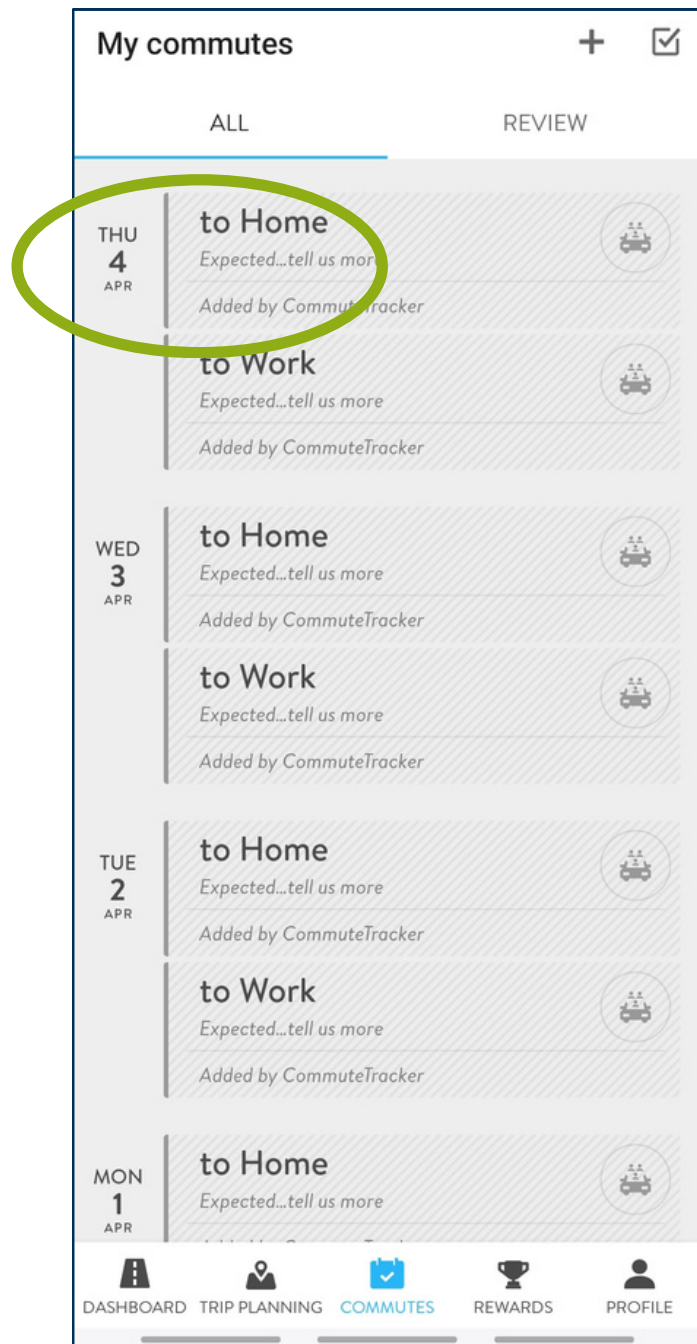 My commutes
ALL
REVIEW
THU
4
APR
to Home
Expected...tell us more
Added by CommuteTracker
to Work
Expected...tell us more
Added by CommuteTracker
WED
3
APR
to Home
Expected...tell us more
Added by CommuteTracker
to Work
Expected...tell us more
Added by CommuteTracker
TUE
2
APR
to Home
Expected...tell us more
Added by CommuteTracker
to Work
Expected...tell us more
Added by CommuteTracker
MON
1
APR
to Home
Expected...tell us more
DASHBOARD
TRIP PLANNING
COMMUTES
REWARDS
PROFILE